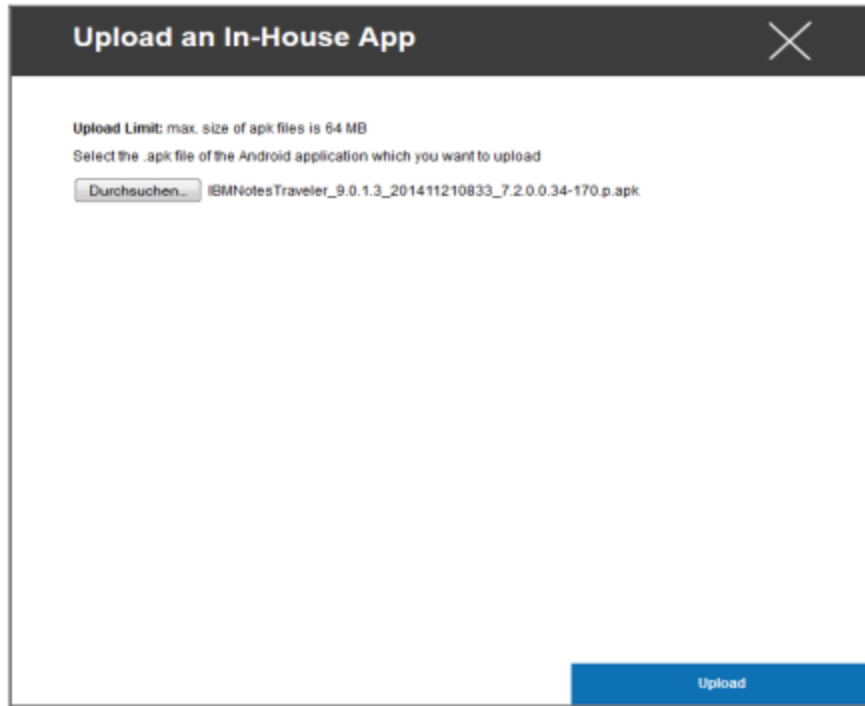 Upload an In-House App
Upload Limit: max. size of apk files is 64 MB
Select the .apk file of the Android application which you want to upload
Durchsuchen... IBMNotesTraveler_9.0.1.3_201411210833_7.2.0.0.34-170.p.apk
Upload